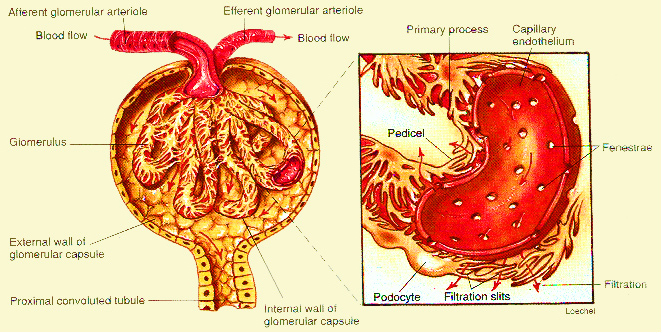 Afferent glomerular arteriole
Efferent glomerular arteriole
Blood flow
Blood flow
Primary process
Capillary
endothelium
Glomerulus
Pedicel
Fenestrae
External wall of
glomerular capsule
Proximal convoluted tubule
Internal wall of
glomerular capsule
Podocyte
Filtration slits
Filtration
Loechel